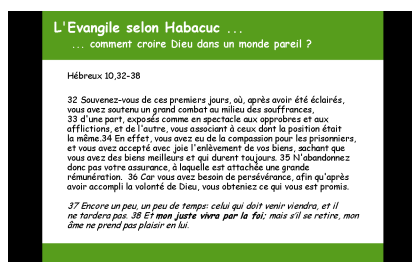 L'Evangile selon Habacuc ...
... comment croire Dieu dans un monde pareil ?
Hébreux 10,32-38
32 Souvenez-vous de ces premiers jours, où, après avoir été éclairés,
vous avez soutenu un grand combat au milieu des souffrances,
33 d'une part, exposés comme en spectacle aux opprobres et aux
afflictions, et de l'autre, vous associant à ceux dont la position était
la même.34 En effet, vous avez eu de la compassion pour les prisonniers,
et vous avez accepté avec joie l'enlèvement de vos biens, sachant que
vous avez des biens meilleurs et qui durent toujours. 35 N'abandonnez
donc pas votre assurance, à laquelle est attachée une grande
rémunération. 36 Car vous avez besoin de persévérance, afin qu'après
avoir accompli la volonté de Dieu, vous obteniez ce qui vous est promis.
37 Encore un peu, un peu de temps: celui qui doit venir viendra, et il
ne tardera pas. 38 Et mon juste vivra par la foi; mais s'il se retire, mon
âme ne prend pas plaisir en lui.